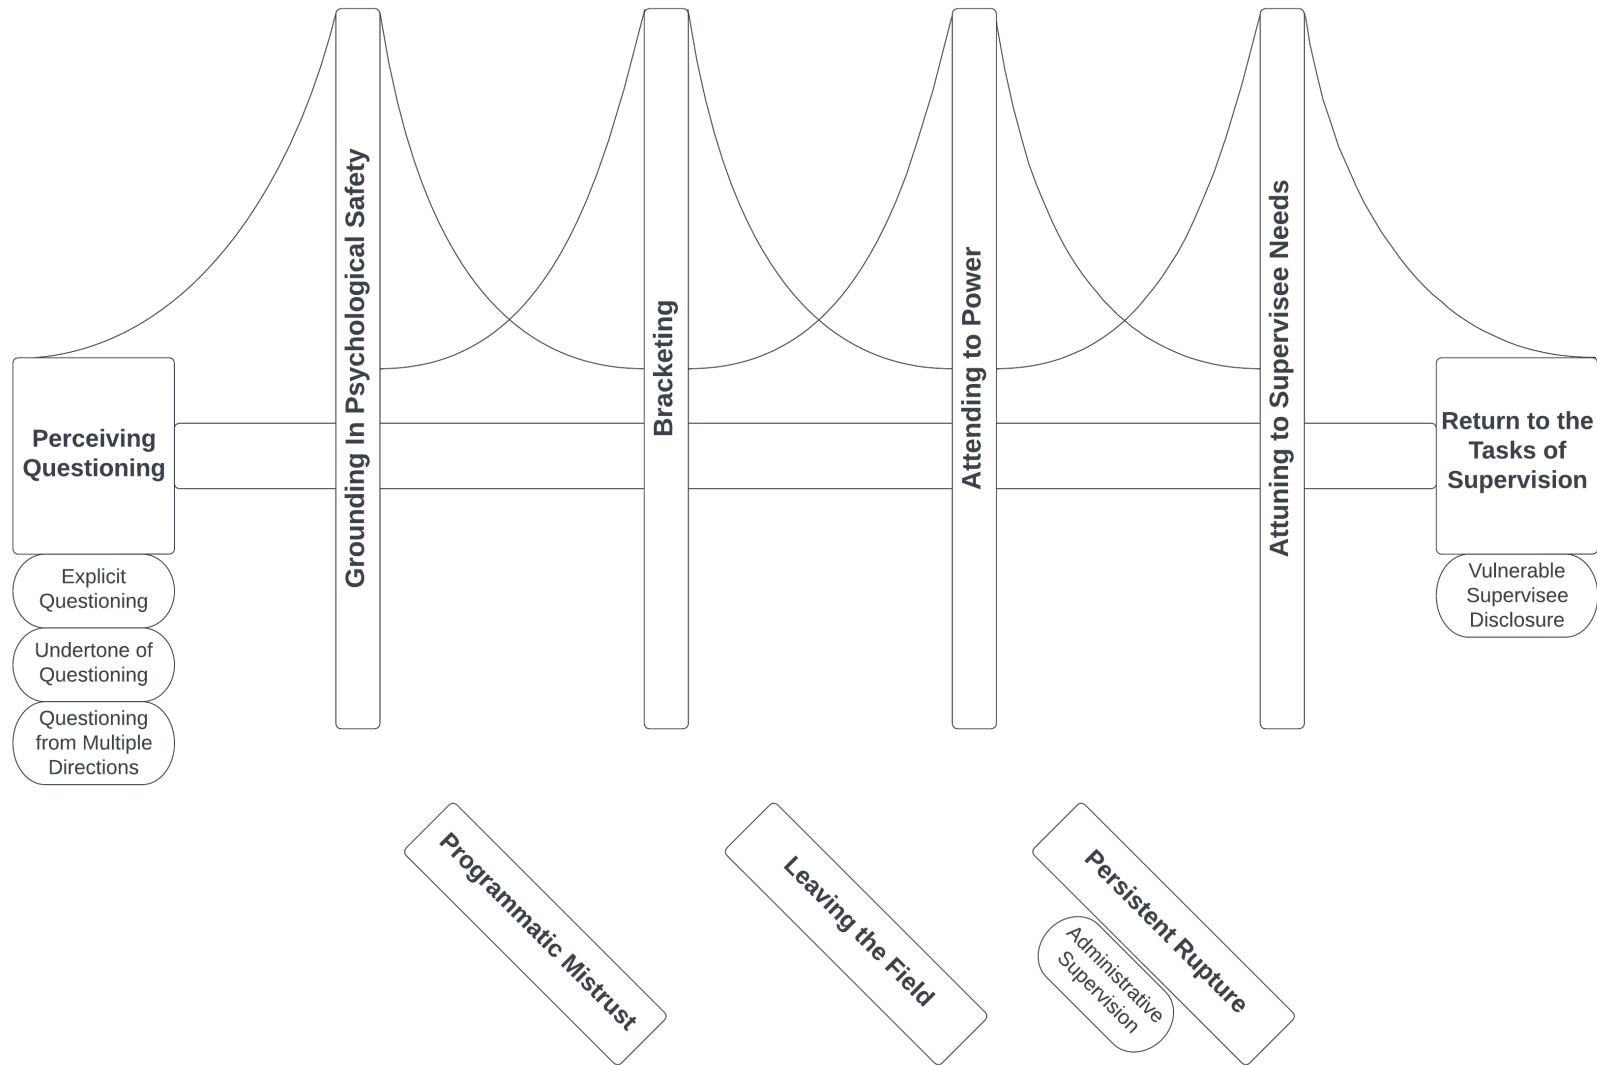 Perceiving
Questioning
Explicit
Questioning
Undertone of
Questioning
Questioning
from Multiple
Directions
Grounding In Psychological Safety
Bracketing
Attending to Power
Attuning to Supervisee Needs
Return to the
Tasks of
Supervision
Vulnerable
Supervisee
Disclosure
Programmatic Mistrust
Leaving the Field
Persistent Rupture
Administrative
Supervision